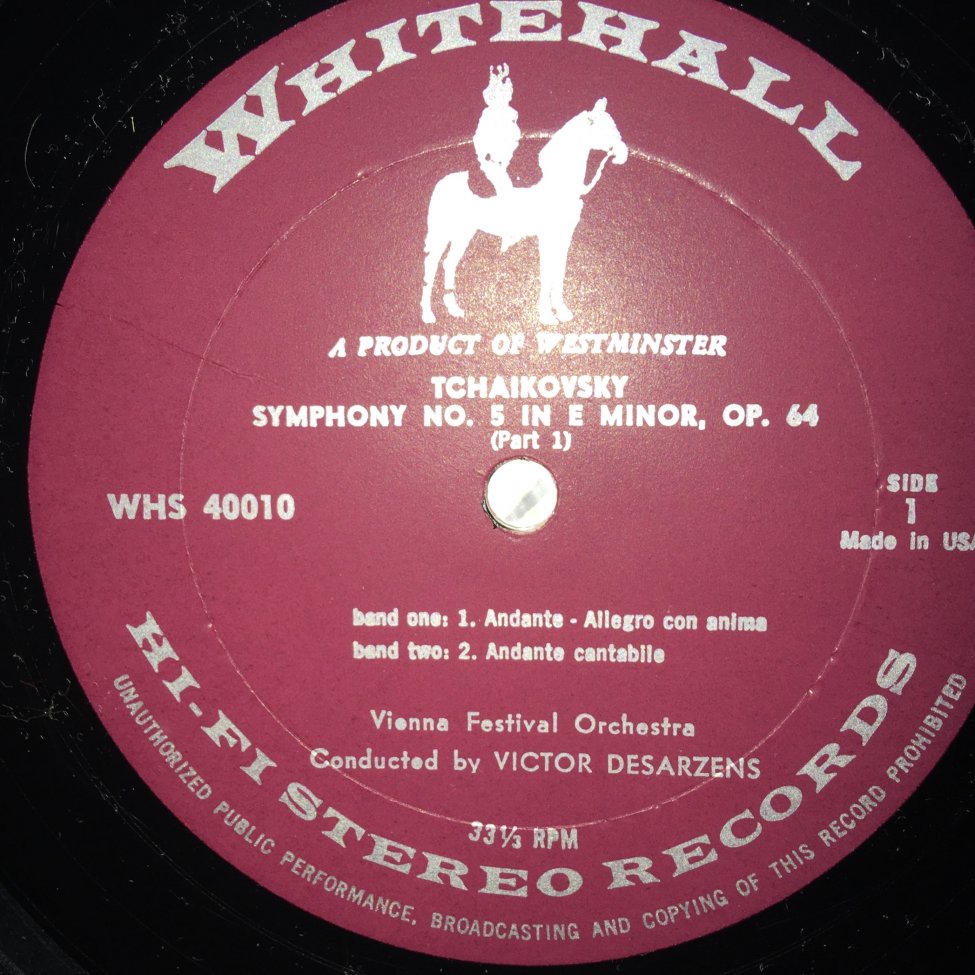 WHITEHALL
A PRODUCT OF WESTMINSTER
TCHAIKOVSKY
SYMPHONY NO. 5 IN E MINOR, OP. 64
(Part 1)
WHS 40010
SIDE
1
Made in USA
band one: 1. Andante - Allegro con anima
band two: 2. Andante cantabile
Vienna Festival Orchestra
Conducted by VICTOR DESARZENS
33⅓ RPM
HI-FI STEREO RECORDS
UNAUTHORIZED PUBLIC PERFORMANCE, BROADCASTING AND COPYING OF THIS RECORD PROHIBITED